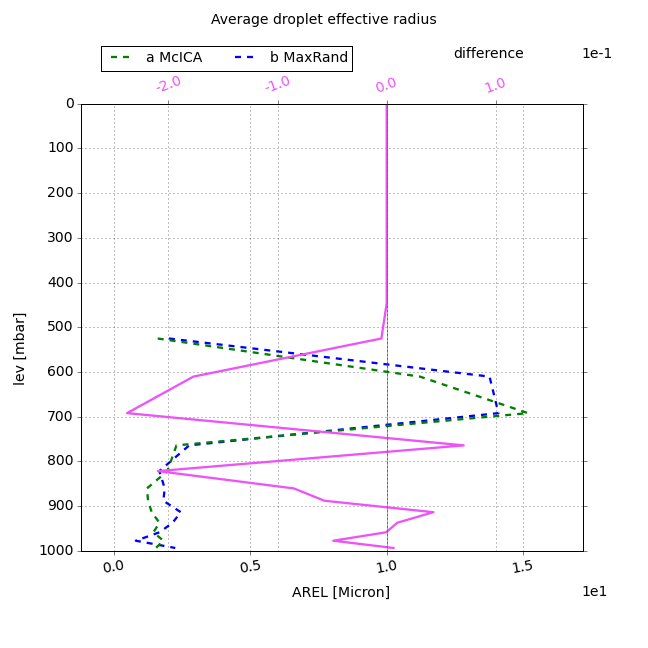 Average droplet effective radius
a McICA b MaxRand difference 1e-1
-2.0 -1.0 0.0 1.0
0
100
200
300
400
500
600
700
800
900
1000
lev [mbar]
0.0 0.5 1.0 1.5
AREL [Micron] 1e1